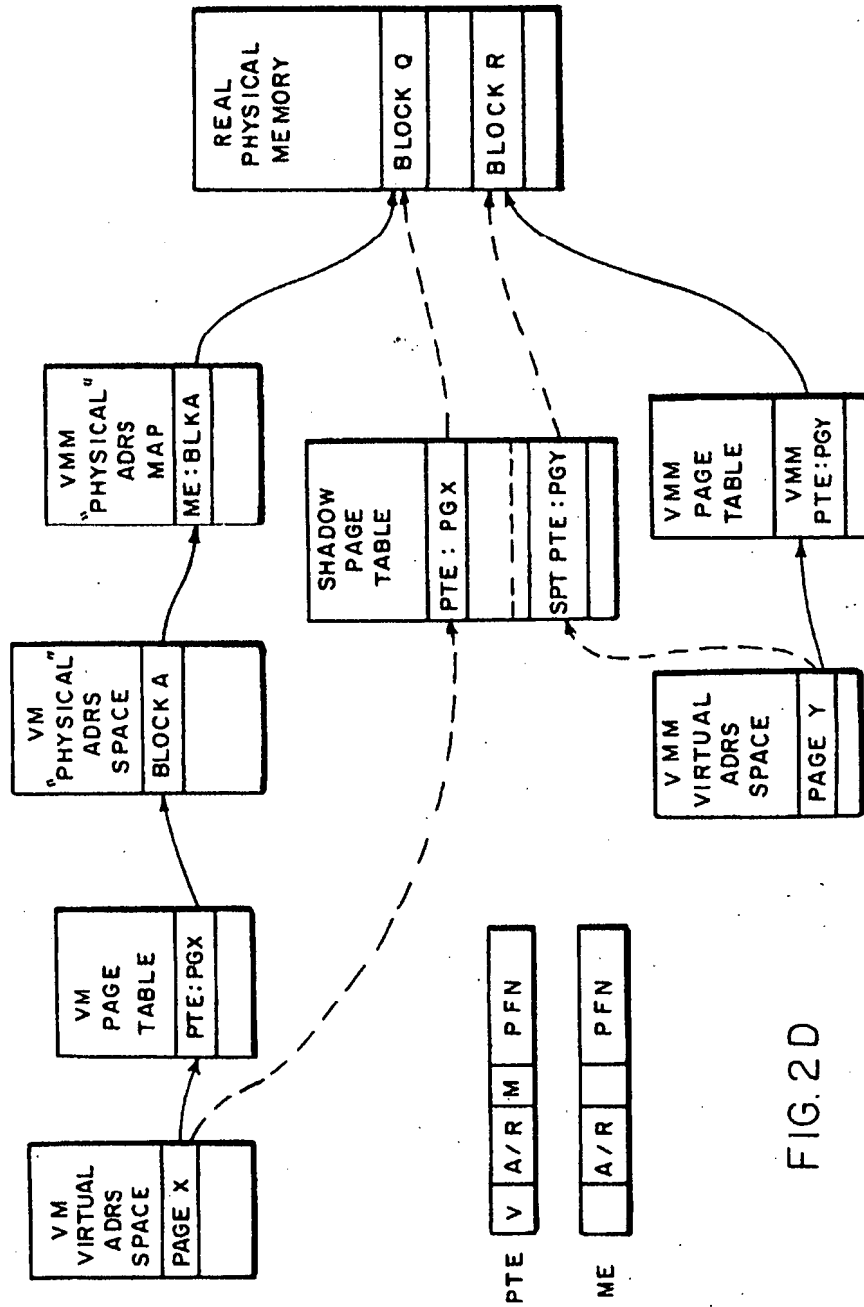 VM
VIRTUAL
ADRS
SPACE
PAGE X
VM
PAGE
TABLE
PTE:PGX
VM
"PHYSICAL"
ADRS
SPACE
BLOCK A
VMM
"PHYSICAL"
ADRS
MAP
ME:BLKA
REAL
PHYSICAL
MEMORY
BLOCK Q
BLOCK R
SHADOW
PAGE
TABLE
PTE: PGX
SPT PTE:PGY
VMM
VIRTUAL
ADRS
SPACE
PAGE Y
VMM
PAGE
TABLE
VMM
PTE:PGY
PTE V A/R M PFN
ME A/R PFN
FIG. 2D